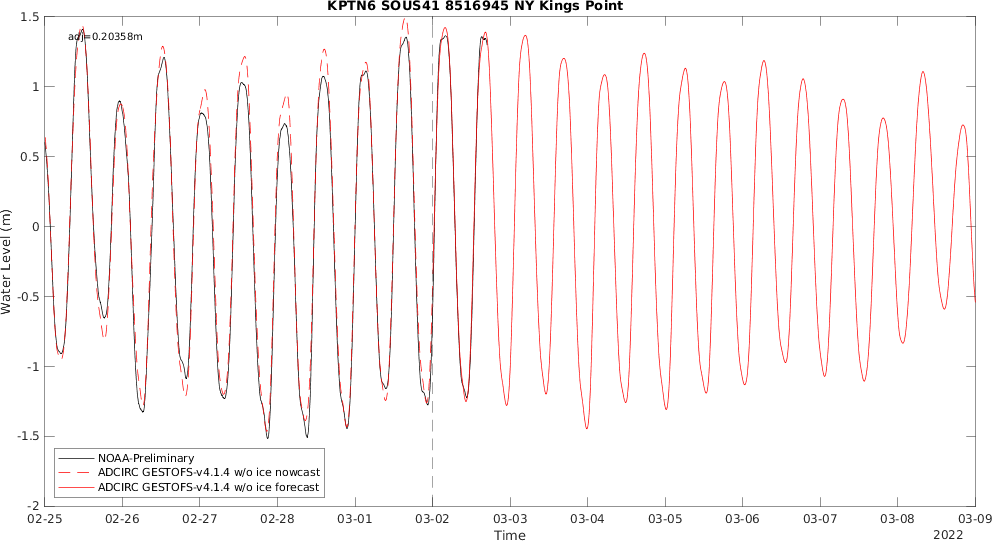 KPTN6 SOUS41 8516945 NY Kings Point
adj=0.20358m
Water Level (m)
1.5
1
0.5
0
-0.5
-1
-1.5
-2
NOAA-Preliminary
ADCIRC GESTOFS-v4.1.4 w/o ice nowcast
ADCIRC GESTOFS-v4.1.4 w/o ice forecast
02-25 02-26 02-27 02-28 03-01 03-02 03-03 03-04 03-05 03-06 03-07 03-08 03-09
Time
2022